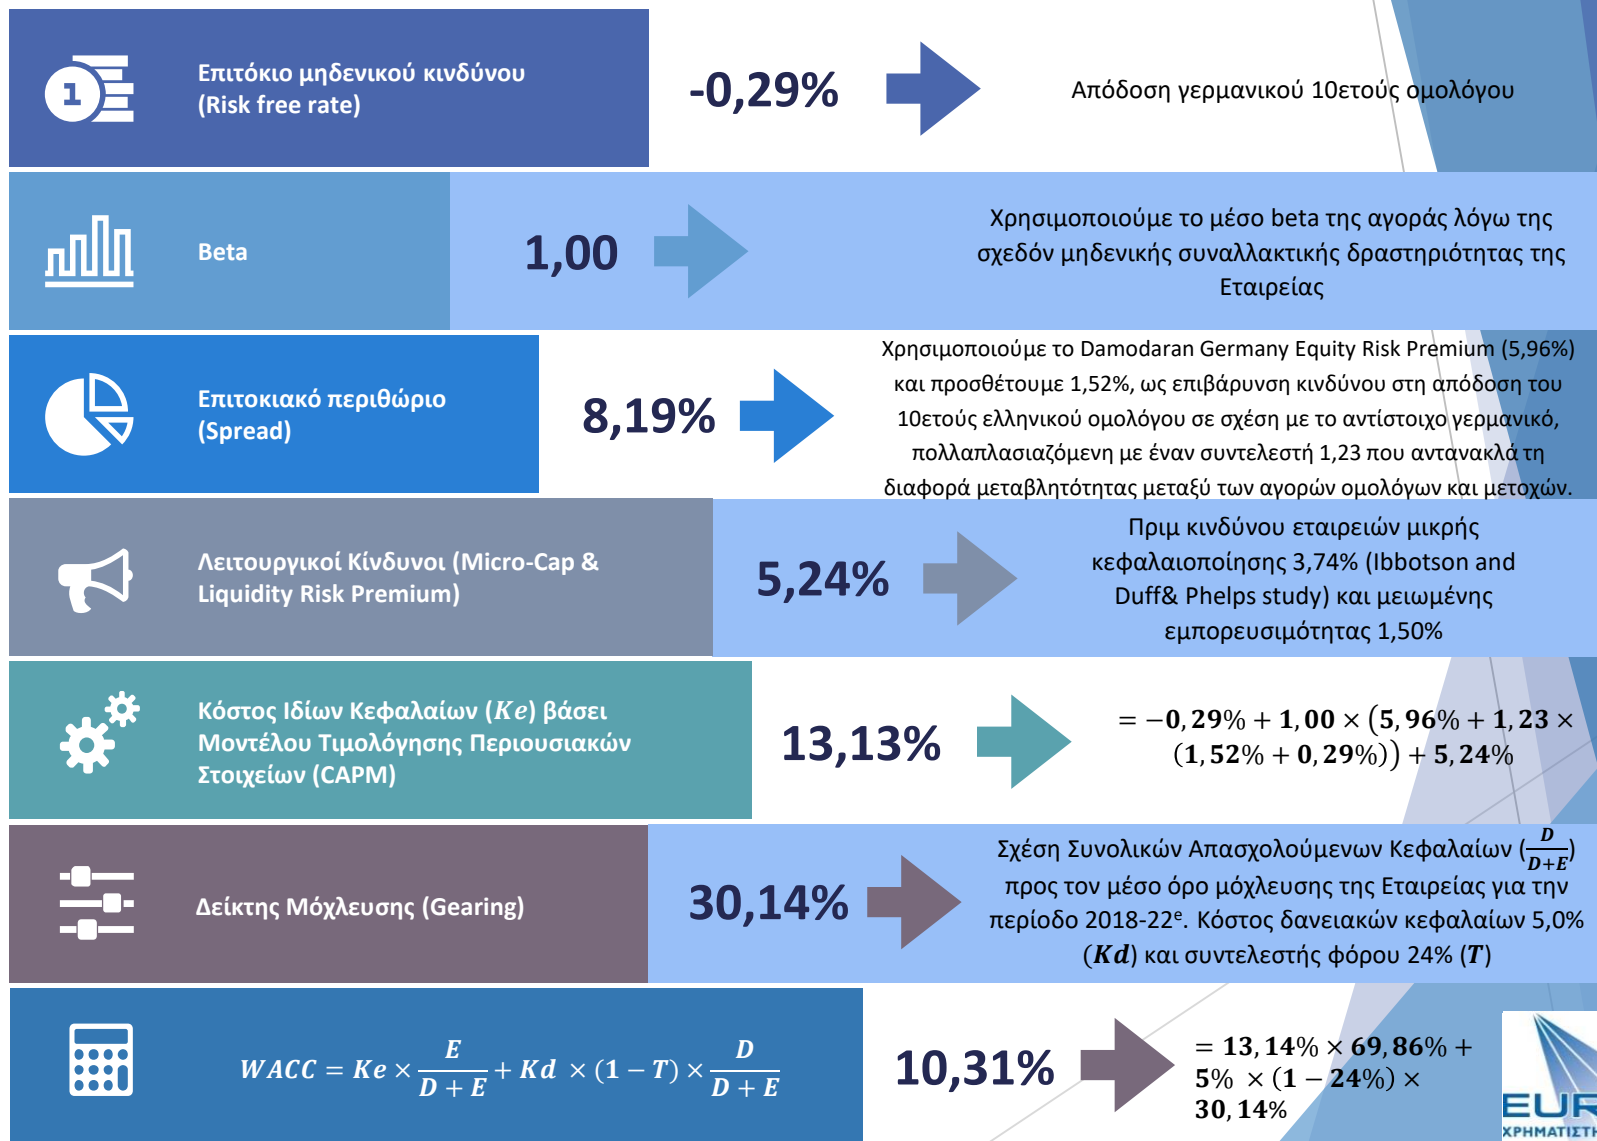 Επιτόκιο μηδενικού κινδύνου
(Risk free rate)
-0,29%
Απόδοση γερμανικού 10ετούς ομολόγου
Beta
1,00
Χρησιμοποιούμε το μέσο beta της αγοράς λόγω της
σχεδόν μηδενικής συναλλακτικής δραστηριότητας της
Εταιρείας
Επιτοκιακό περιθώριο
(Spread)
8,19%
Χρησιμοποιούμε το Damodaran Germany Equity Risk Premium (5,96%)
και προσθέτουμε 1,52%, ως επιβάρυνση κινδύνου στη απόδοση του
10ετούς ελληνικού ομολόγου σε σχέση με το αντίστοιχο γερμανικό,
πολλαπλασιαζόμενη με έναν συντελεστή 1,23 που αντανακλά τη
διαφορά μεταβλητότητας μεταξύ των αγορών ομολόγων και μετοχών.
Λειτουργικοί Κίνδυνοι (Micro-Cap &
Liquidity Risk Premium)
5,24%
Πριμ κινδύνου εταιρειών μικρής
κεφαλαιοποίησης 3,74% (Ibbotson and
Duff& Phelps study) και μειωμένης
εμπορευσιμότητας 1,50%
Κόστος Ιδίων Κεφαλαίων (Ke) βάσει
Μοντέλου Τιμολόγησης Περιουσιακών
Στοιχείων (CAPM)
13,13%
= −0,29% + 1,00 × (5,96% + 1,23 ×
(1,52% + 0,29%)) + 5,24%
Δείκτης Μόχλευσης (Gearing)
30,14%
Σχέση Συνολικών Απασχολούμενων Κεφαλαίων (D/D+E)
προς τον μέσο όρο μόχλευσης της Εταιρείας για την
περίοδο 2018-22ᵉ. Κόστος δανειακών κεφαλαίων 5,0%
(Kd) και συντελεστής φόρου 24% (T)
WACC = Ke × E/D + E + Kd × (1 − T) × D/D + E
10,31%
= 13,14% × 69,86% +
5% × (1 − 24%) ×
30,14%
EUR
ΧΡΗΜΑΤΙΣΤΗ